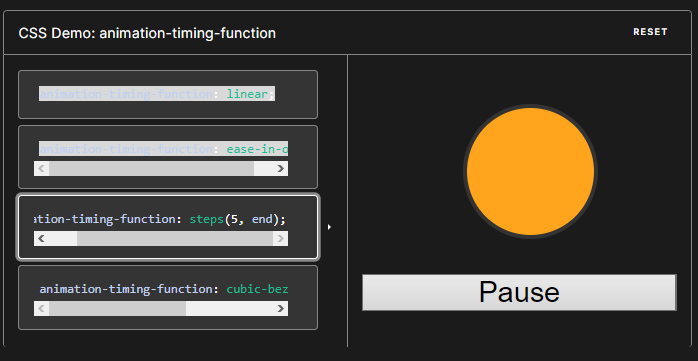 CSS Demo: animation-timing-function
RESET
animation-timing-function: linear;
animation-timing-function: ease-in-o
ation-timing-function: steps(5, end);
animation-timing-function: cubic-bez
Pause